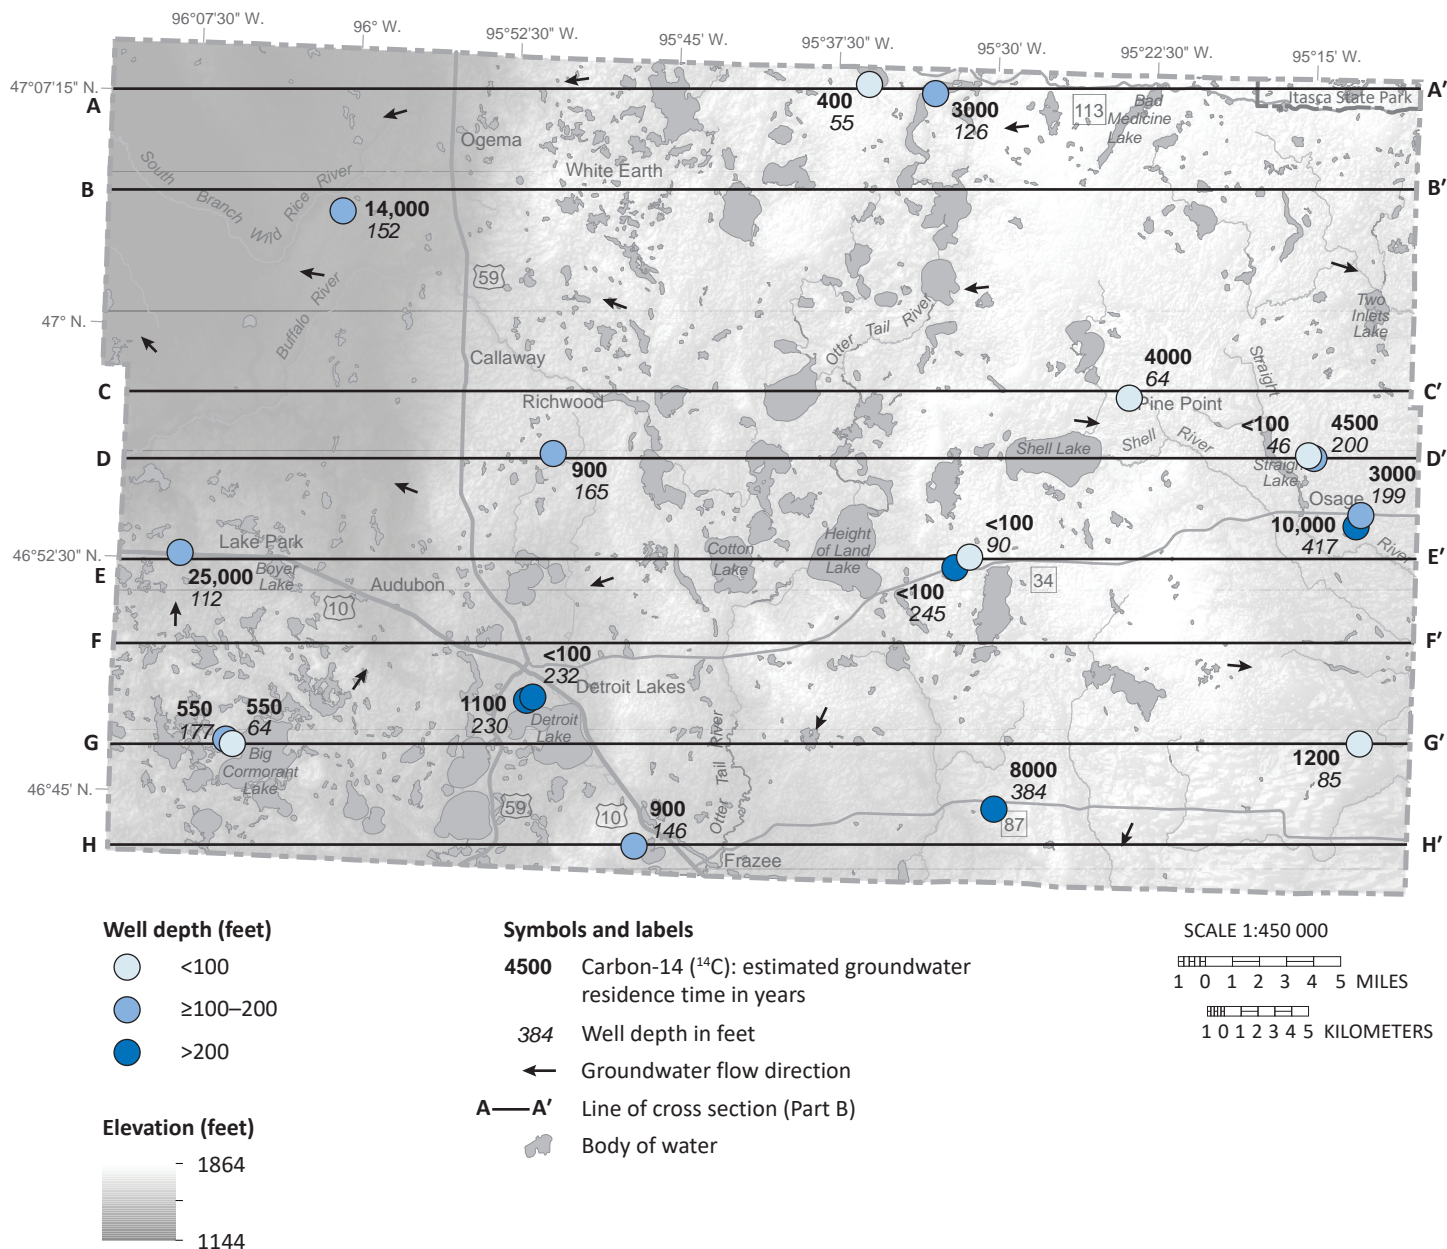 96°07'30" W.
96° W.
95°52'30" W.
95°45' W.
95°37'30" W.
95°30' W.
95°22'30" W.
95°15' W.
47°07'15" N.
A
A′
400
55
3000
126
113
Bad
Medicine
Lake
Itasca State Park
Ogema
White Earth
South
Branch
Wild
Rice
River
B
B′
14,000
152
59
Buffalo
River
47° N.
Otter
Tail
River
Two
Inlets
Lake
Callaway
Straight
4000
64
C
C′
Richwood
Pine Point
<100
46
4500
200
D
D′
900
165
Shell Lake
Shell
River
Straight
Lake
3000
199
Osage
10,000
417
River
Lake Park
46°52'30" N.
E
E′
Boyer
Lake
25,000
112
Audubon
10
Cotton
Lake
Height
of Land
Lake
<100
90
<100
245
34
F
F′
<100
232
Detroit Lakes
1100
230
Detroit
Lake
550
177
550
64
G
G′
Big
Cormorant
Lake
Otter
Tail
River
1200
85
46°45' N.
8000
384
87
59
10
900
146
H
H′
Frazee
Well depth (feet)
<100
≥100–200
>200
Elevation (feet)
1864
1144
Symbols and labels
4500 Carbon-14 (¹⁴C): estimated groundwater
residence time in years
384 Well depth in feet
Groundwater flow direction
A A′ Line of cross section (Part B)
Body of water
SCALE 1:450 000
1 0 1 2 3 4 5 MILES
1 0 1 2 3 4 5 KILOMETERS